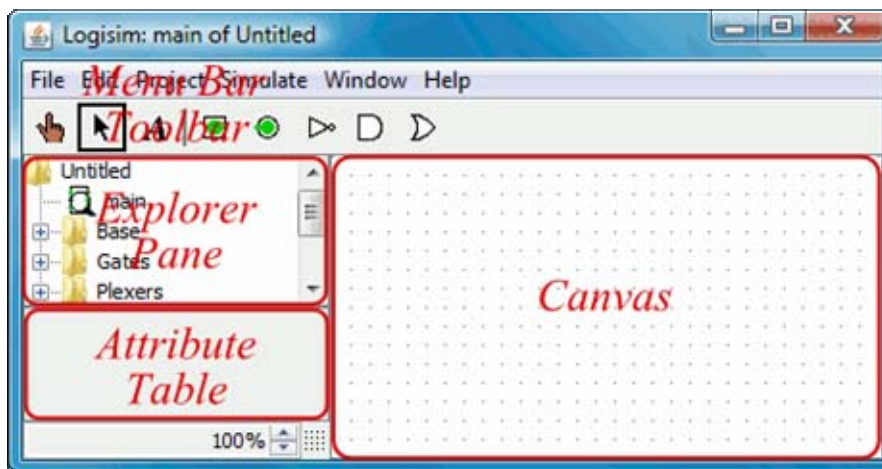 Logisim: main of Untitled
File Edit Project Simulate Window Help
Menu Bar
Toolbar
A
Untitled
main
Base
Gates
Plexers
Explorer
Pane
Canvas
Attribute
Table
100%